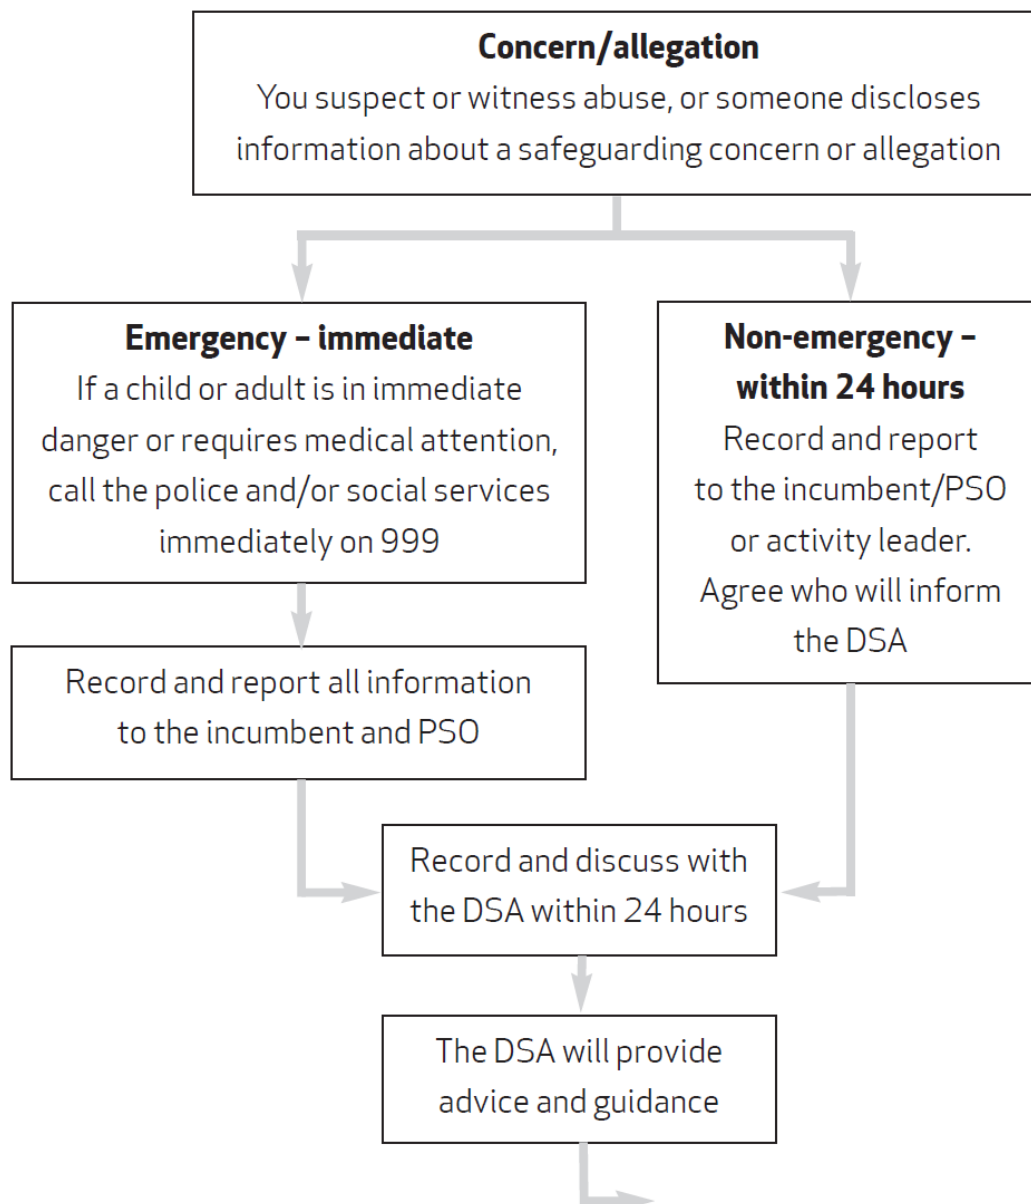 Concern/allegation
You suspect or witness abuse, or someone discloses
information about a safeguarding concern or allegation
Emergency – immediate
If a child or adult is in immediate
danger or requires medical attention,
call the police and/or social services
immediately on 999
Non-emergency –
within 24 hours
Record and report
to the incumbent/PSO
or activity leader.
Agree who will inform
the DSA
Record and report all information
to the incumbent and PSO
Record and discuss with
the DSA within 24 hours
The DSA will provide
advice and guidance